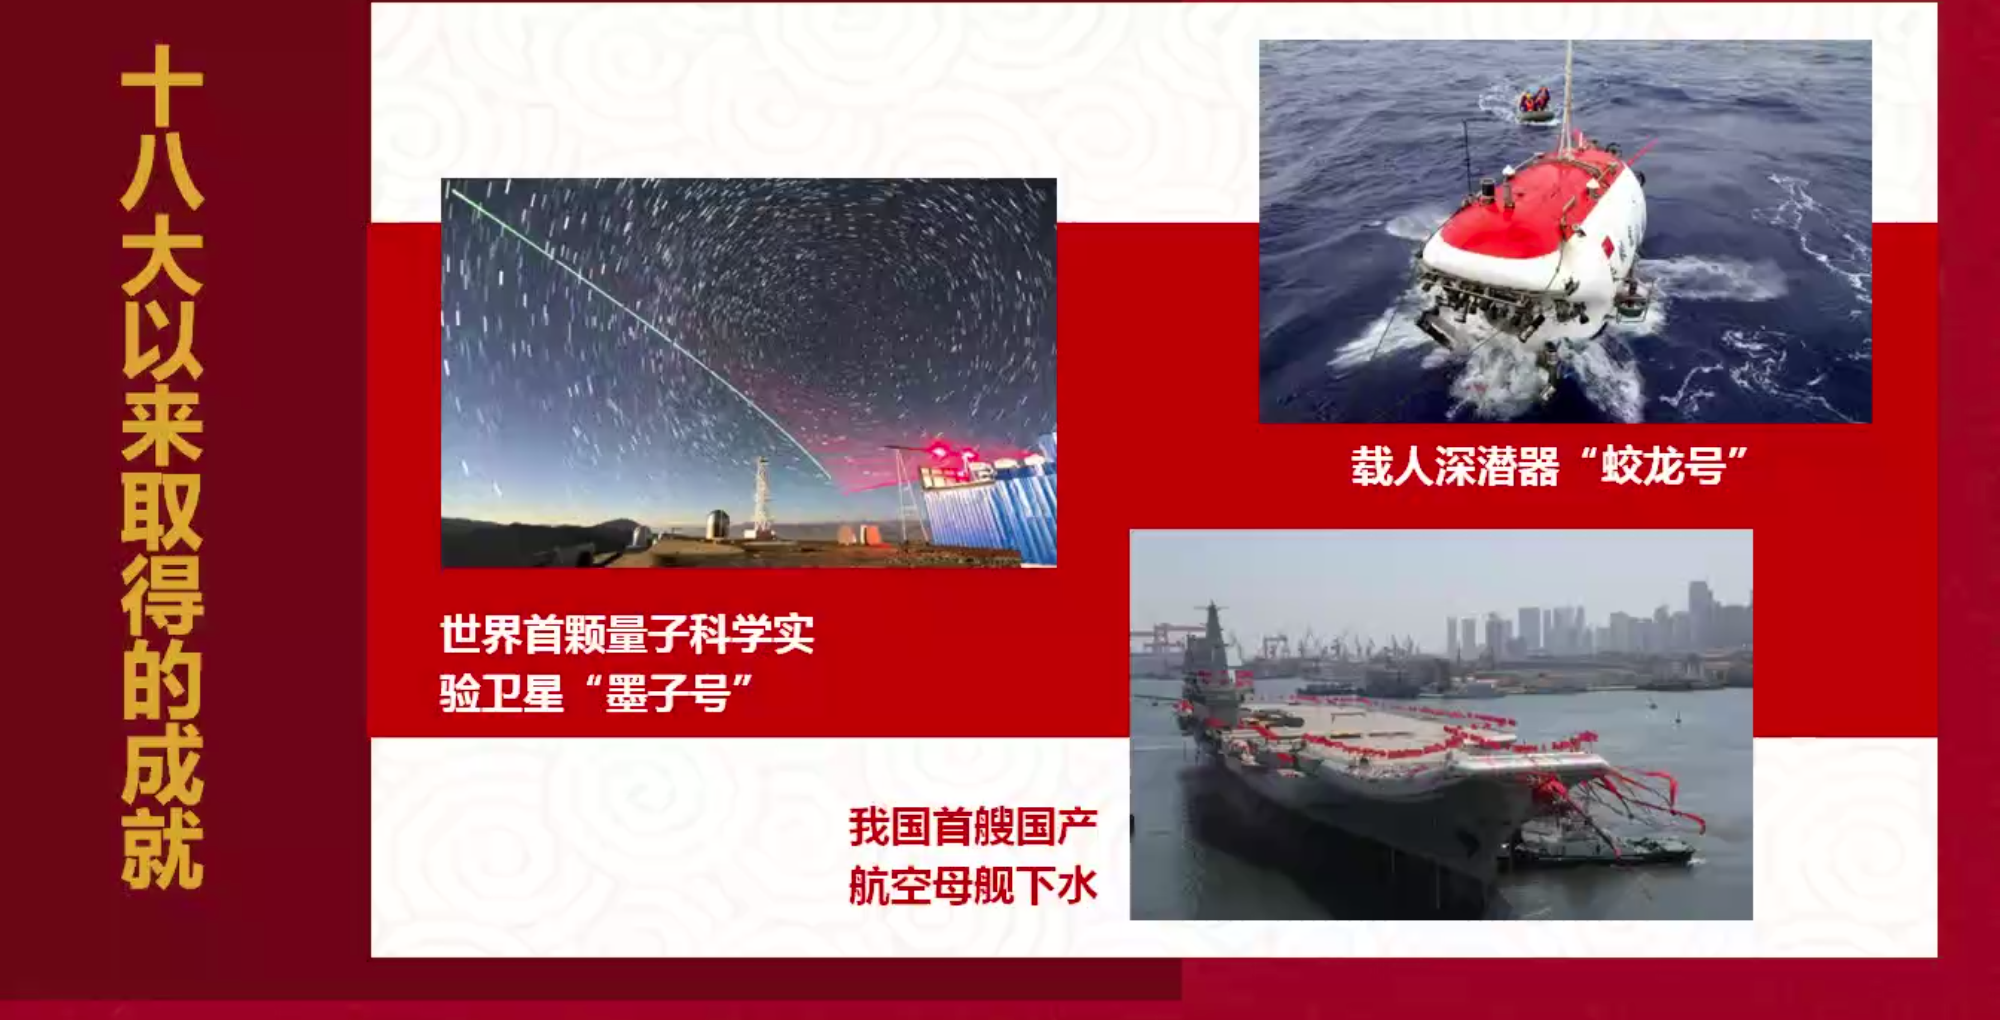 十八大以来取得的成就
载人深潜器“蛟龙号”
世界首颗量子科学实
验卫星“墨子号”
我国首艘国产
航空母舰下水